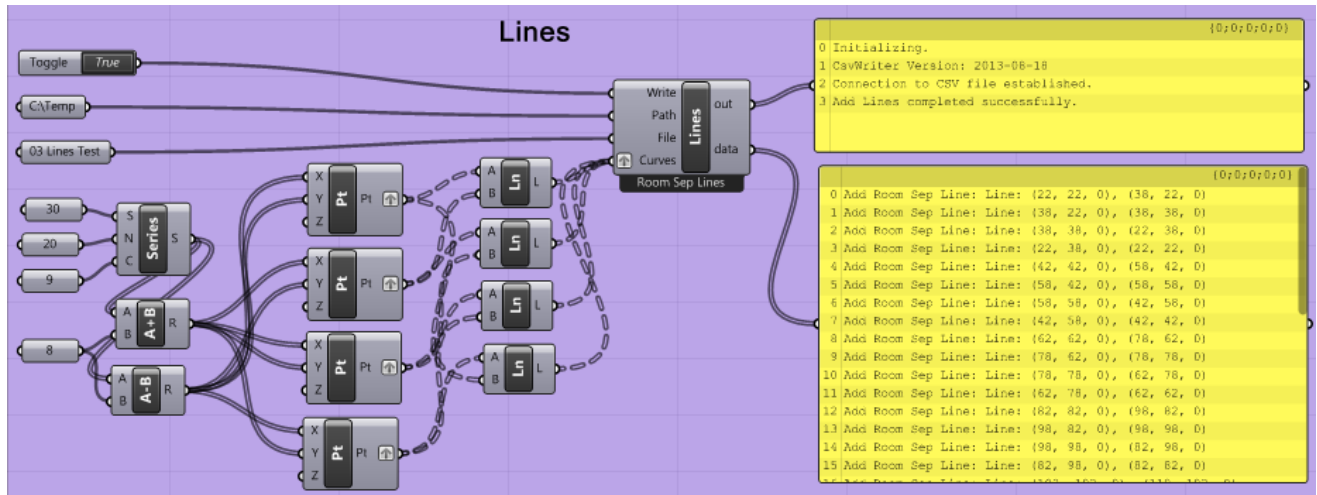 Lines
Toggle True
C:\Temp
03 Lines Test
30
20
9
8
S
N
C
Series
S
A
B
A+B
R
A
B
A-B
R
X
Y
Z
Pt
Pt
X
Y
Z
Pt
Pt
X
Y
Z
Pt
Pt
X
Y
Z
Pt
Pt
A
B
Ln
L
A
B
Ln
L
A
B
Ln
L
A
B
Ln
L
Write
Path
File
Curves
Lines
out
data
Room Sep Lines
{0;0;0;0;0}
0 Initializing.
1 CsvWriter Version: 2013-08-18
2 Connection to CSV file established.
3 Add Lines completed successfully.
{0;0;0;0;0}
0 Add Room Sep Line: Line: (22, 22, 0), (38, 22, 0)
1 Add Room Sep Line: Line: (38, 22, 0), (38, 38, 0)
2 Add Room Sep Line: Line: (38, 38, 0), (22, 38, 0)
3 Add Room Sep Line: Line: (22, 38, 0), (22, 22, 0)
4 Add Room Sep Line: Line: (42, 42, 0), (58, 42, 0)
5 Add Room Sep Line: Line: (58, 42, 0), (58, 58, 0)
6 Add Room Sep Line: Line: (58, 58, 0), (42, 58, 0)
7 Add Room Sep Line: Line: (42, 58, 0), (42, 42, 0)
8 Add Room Sep Line: Line: (62, 62, 0), (78, 62, 0)
9 Add Room Sep Line: Line: (78, 62, 0), (78, 78, 0)
10 Add Room Sep Line: Line: (78, 78, 0), (62, 78, 0)
11 Add Room Sep Line: Line: (62, 78, 0), (62, 62, 0)
12 Add Room Sep Line: Line: (82, 82, 0), (98, 82, 0)
13 Add Room Sep Line: Line: (98, 82, 0), (98, 98, 0)
14 Add Room Sep Line: Line: (98, 98, 0), (82, 98, 0)
15 Add Room Sep Line: Line: (82, 98, 0), (82, 82, 0)